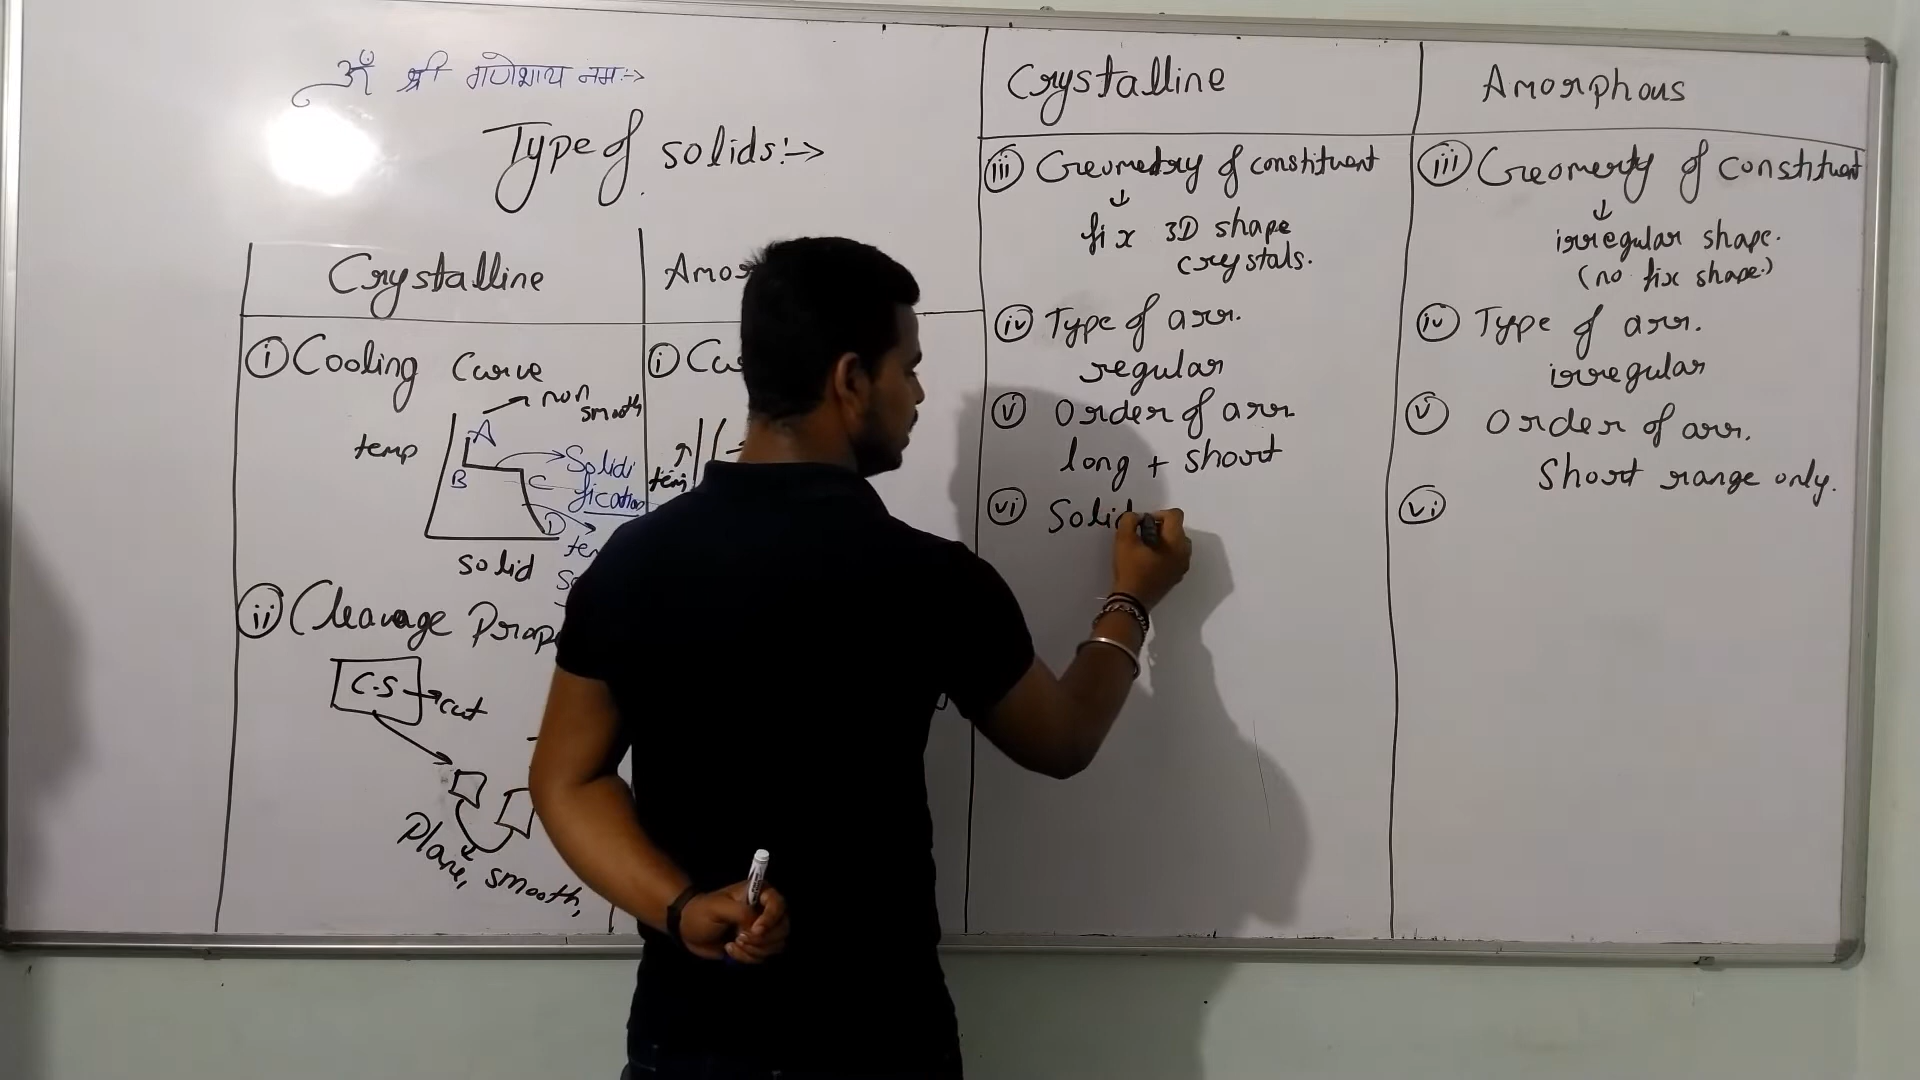 ॐ श्री गणेशाय नमः→
Type of solids:→
Crystalline
i Cooling Curve
non smooth
temp
A
B
C
D
Solidi
fication
solid
ii Cleavage Prop
C.S → cut
Plane, smooth,
Amor
i Cu
tem
Crystalline
iii Geometry of constituent
↓
fix 3D shape
crystals.
iv Type of arr.
regular
v Order of arr
long + short
vi Solid
Amorphous
iii Geomerty of constituent
↓
irregular shape.
(no fix shape.)
iv Type of arr.
irregular
v Order of arr.
Short range only.
vi